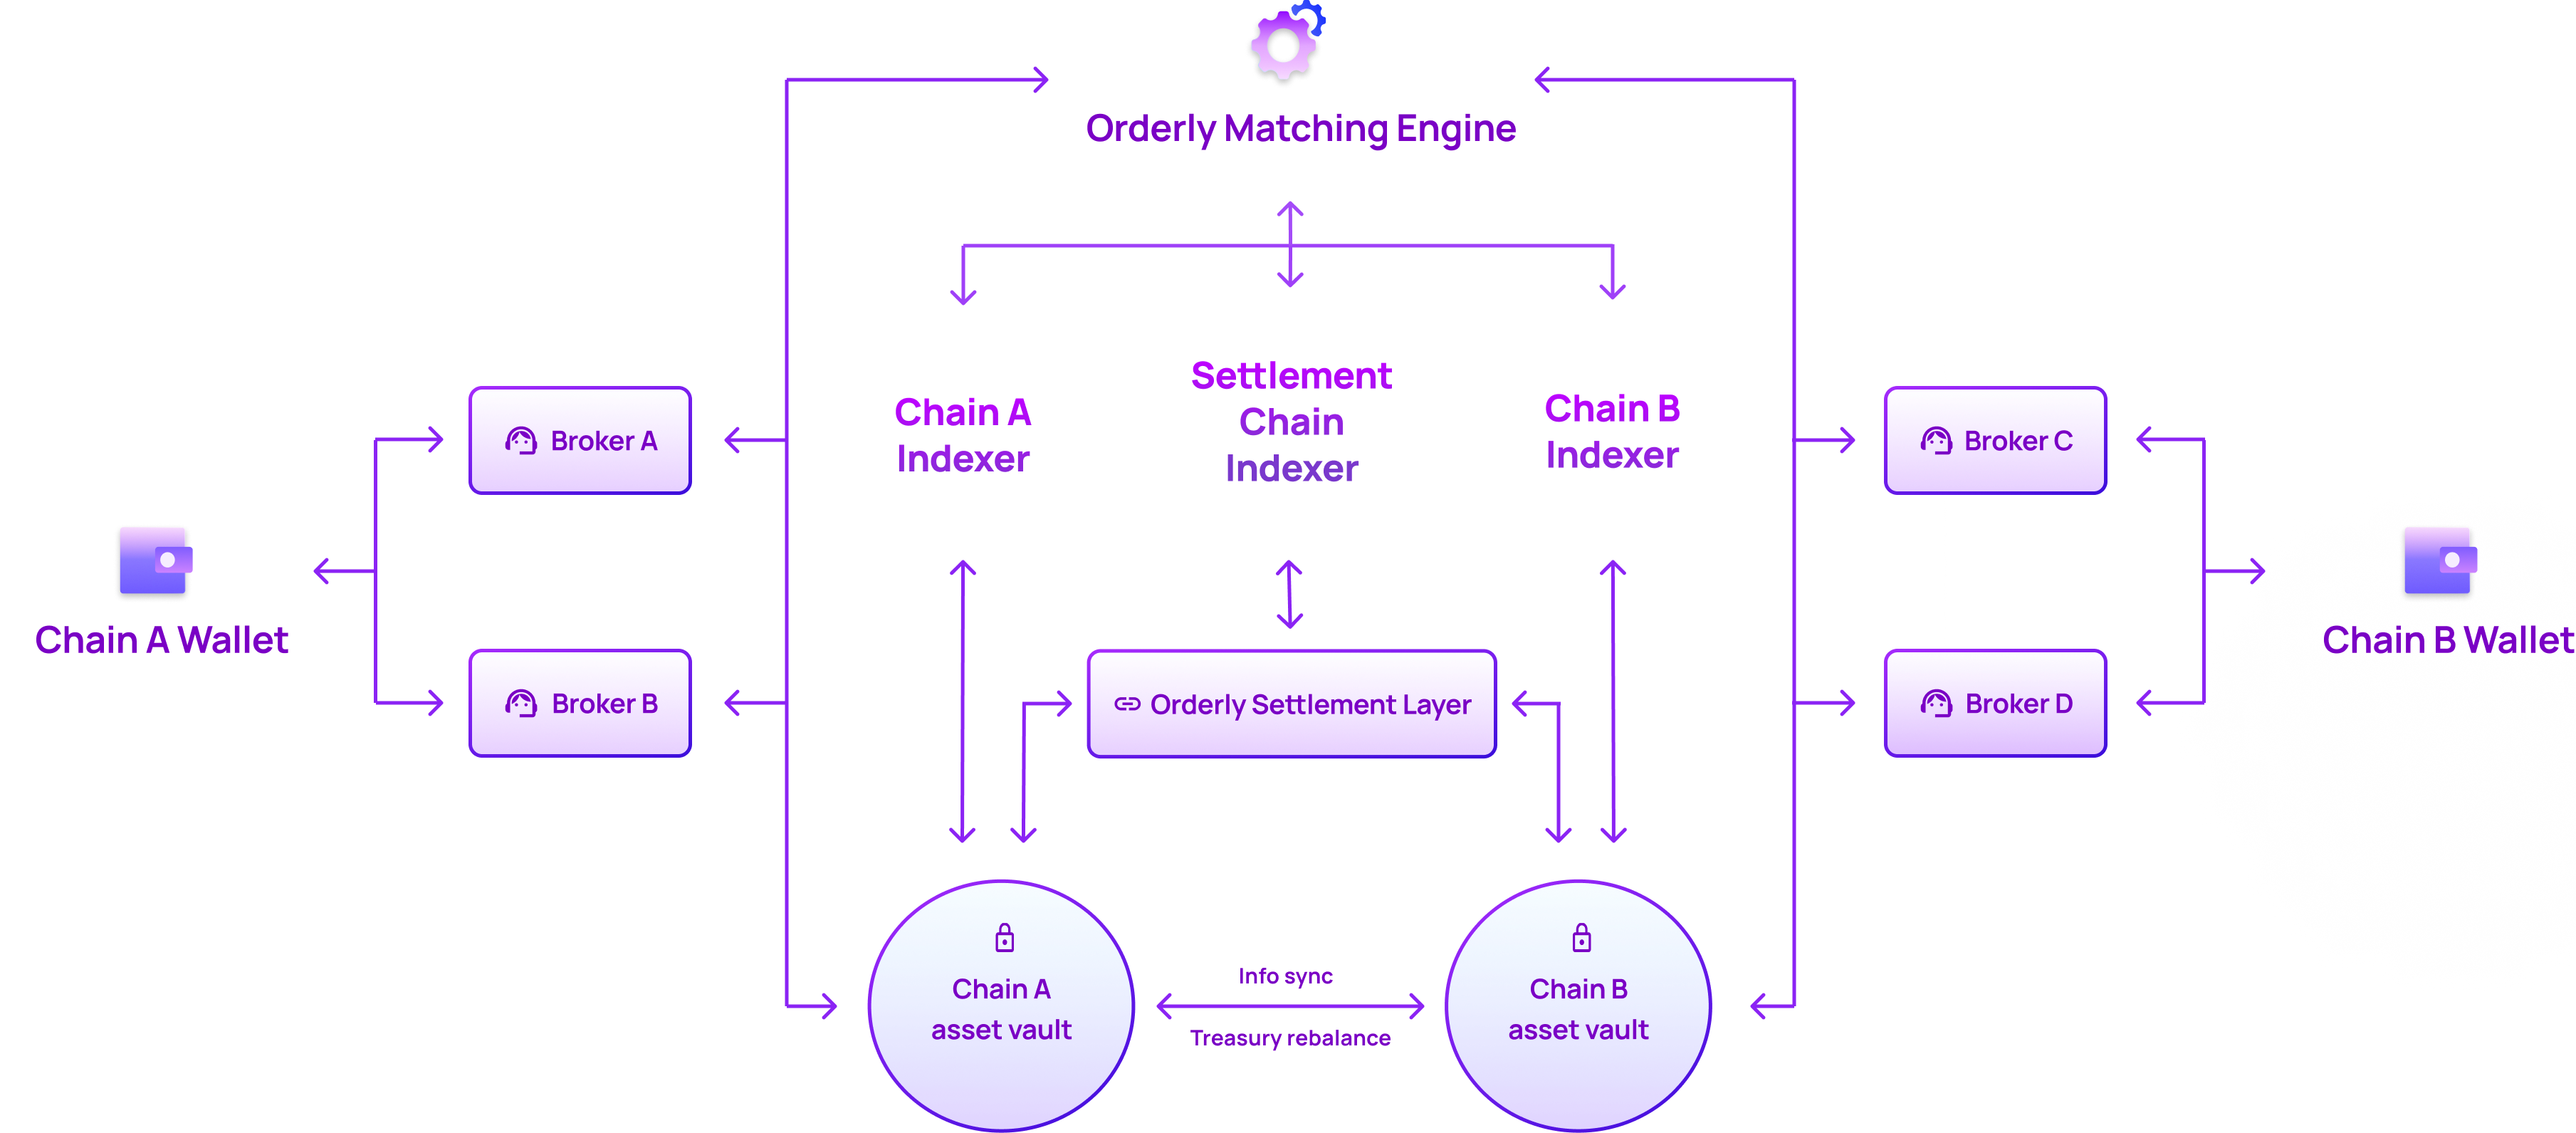 Orderly Matching Engine
Chain A
Indexer
Settlement
Chain
Indexer
Chain B
Indexer
Broker A
Broker C
Chain A Wallet
Chain B Wallet
Broker B
Orderly Settlement Layer
Broker D
Chain A
asset vault
Info sync
Treasury rebalance
Chain B
asset vault